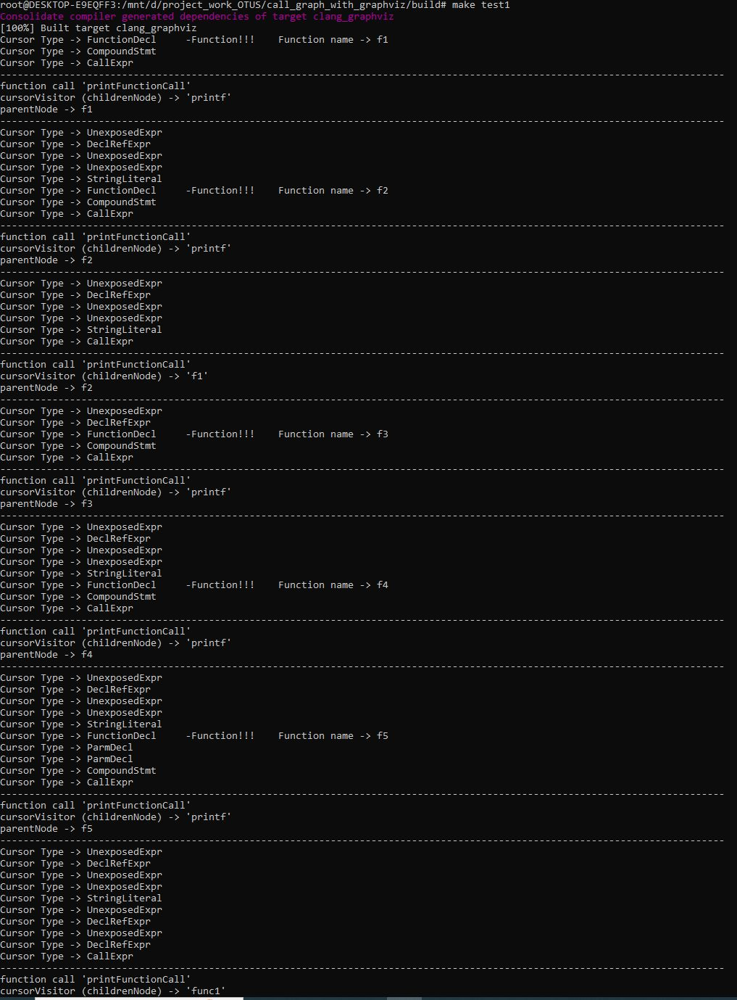 root@DESKTOP-E9EQFF3:/mnt/d/project_work_OTUS/call_graph_with_graphviz/build# make test1
Consolidate compiler generated dependencies of target clang_graphviz
[100%] Built target clang_graphviz
Cursor Type -> FunctionDecl     -Function!!!    Function name -> f1
Cursor Type -> CompoundStmt
Cursor Type -> CallExpr
-----------------------------------------------------------------------------------------------------------------------------
function call 'printFunctionCall'
cursorVisitor (childrenNode) -> 'printf'
parentNode -> f1
-----------------------------------------------------------------------------------------------------------------------------
Cursor Type -> UnexposedExpr
Cursor Type -> DeclRefExpr
Cursor Type -> UnexposedExpr
Cursor Type -> UnexposedExpr
Cursor Type -> StringLiteral
Cursor Type -> FunctionDecl     -Function!!!    Function name -> f2
Cursor Type -> CompoundStmt
Cursor Type -> CallExpr
-----------------------------------------------------------------------------------------------------------------------------
function call 'printFunctionCall'
cursorVisitor (childrenNode) -> 'printf'
parentNode -> f2
-----------------------------------------------------------------------------------------------------------------------------
Cursor Type -> UnexposedExpr
Cursor Type -> DeclRefExpr
Cursor Type -> UnexposedExpr
Cursor Type -> UnexposedExpr
Cursor Type -> StringLiteral
Cursor Type -> CallExpr
-----------------------------------------------------------------------------------------------------------------------------
function call 'printFunctionCall'
cursorVisitor (childrenNode) -> 'f1'
parentNode -> f2
-----------------------------------------------------------------------------------------------------------------------------
Cursor Type -> UnexposedExpr
Cursor Type -> DeclRefExpr
Cursor Type -> FunctionDecl     -Function!!!    Function name -> f3
Cursor Type -> CompoundStmt
Cursor Type -> CallExpr
-----------------------------------------------------------------------------------------------------------------------------
function call 'printFunctionCall'
cursorVisitor (childrenNode) -> 'printf'
parentNode -> f3
-----------------------------------------------------------------------------------------------------------------------------
Cursor Type -> UnexposedExpr
Cursor Type -> DeclRefExpr
Cursor Type -> UnexposedExpr
Cursor Type -> UnexposedExpr
Cursor Type -> StringLiteral
Cursor Type -> FunctionDecl     -Function!!!    Function name -> f4
Cursor Type -> CompoundStmt
Cursor Type -> CallExpr
-----------------------------------------------------------------------------------------------------------------------------
function call 'printFunctionCall'
cursorVisitor (childrenNode) -> 'printf'
parentNode -> f4
-----------------------------------------------------------------------------------------------------------------------------
Cursor Type -> UnexposedExpr
Cursor Type -> DeclRefExpr
Cursor Type -> UnexposedExpr
Cursor Type -> UnexposedExpr
Cursor Type -> StringLiteral
Cursor Type -> FunctionDecl     -Function!!!    Function name -> f5
Cursor Type -> ParmDecl
Cursor Type -> ParmDecl
Cursor Type -> CompoundStmt
Cursor Type -> CallExpr
-----------------------------------------------------------------------------------------------------------------------------
function call 'printFunctionCall'
cursorVisitor (childrenNode) -> 'printf'
parentNode -> f5
-----------------------------------------------------------------------------------------------------------------------------
Cursor Type -> UnexposedExpr
Cursor Type -> DeclRefExpr
Cursor Type -> UnexposedExpr
Cursor Type -> UnexposedExpr
Cursor Type -> StringLiteral
Cursor Type -> UnexposedExpr
Cursor Type -> DeclRefExpr
Cursor Type -> UnexposedExpr
Cursor Type -> DeclRefExpr
Cursor Type -> CallExpr
-----------------------------------------------------------------------------------------------------------------------------
function call 'printFunctionCall'
cursorVisitor (childrenNode) -> 'func1'